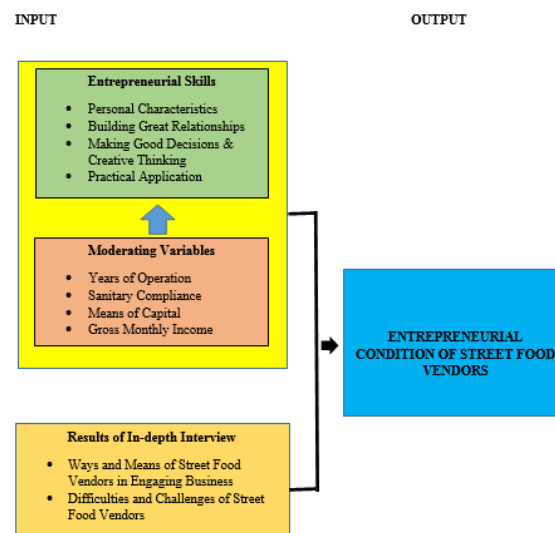 INPUT
OUTPUT
Entrepreneurial Skills
• Personal Characteristics
• Building Great Relationships
• Making Good Decisions &
Creative Thinking
• Practical Application
Moderating Variables
• Years of Operation
• Sanitary Compliance
• Means of Capital
• Gross Monthly Income
ENTREPRENEURIAL
CONDITION OF STREET FOOD
VENDORS
Results of In-depth Interview
• Ways and Means of Street Food
Vendors in Engaging Business
• Difficulties and Challenges of Street
Food Vendors